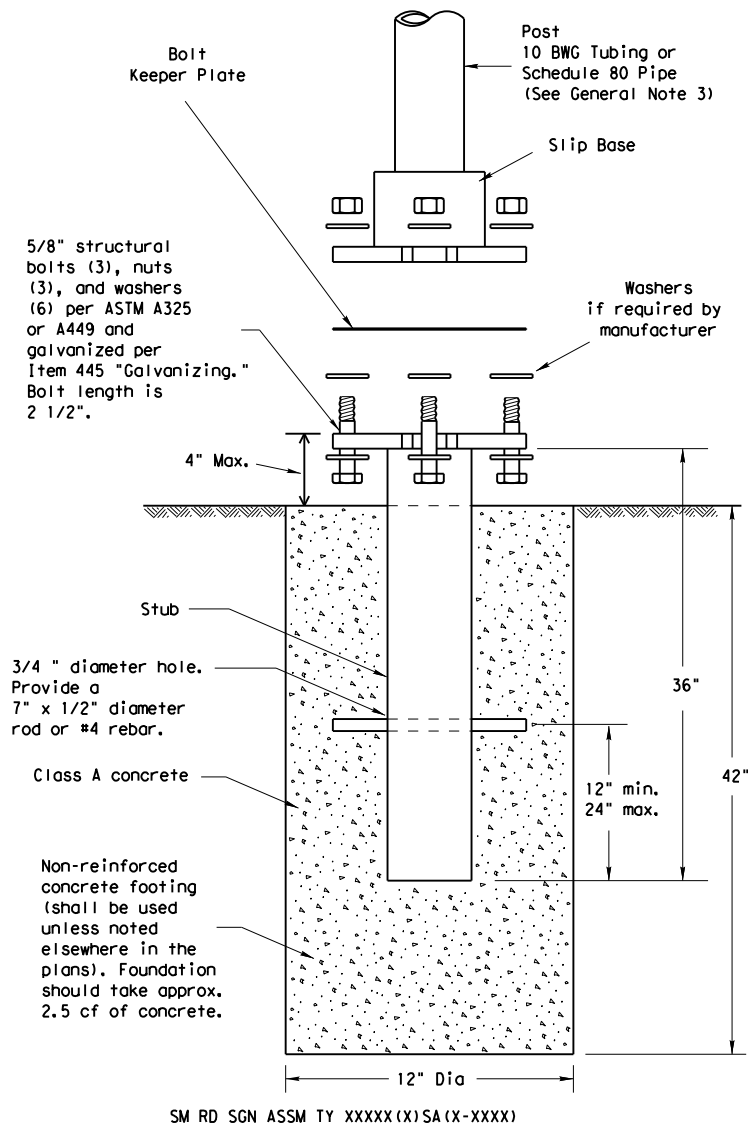 Post
10 BWG Tubing or
Schedule 80 Pipe
(See General Note 3)
Bolt
Keeper Plate
Slip Base
5/8" structural
bolts (3), nuts
(3), and washers
(6) per ASTM A325
or A449 and
galvanized per
Item 445 "Galvanizing."
Bolt length is
2 1/2".
Washers
if required by
manufacturer
4" Max.
Stub
3/4 " diameter hole.
Provide a
7" x 1/2" diameter
rod or #4 rebar.
36"
Class A concrete
12" min.
24" max.
42"
Non-reinforced
concrete footing
(shall be used
unless noted
elsewhere in the
plans). Foundation
should take approx.
2.5 cf of concrete.
12" Dia
SM RD SGN ASSM TY XXXXX(X)SA(X-XXXX)